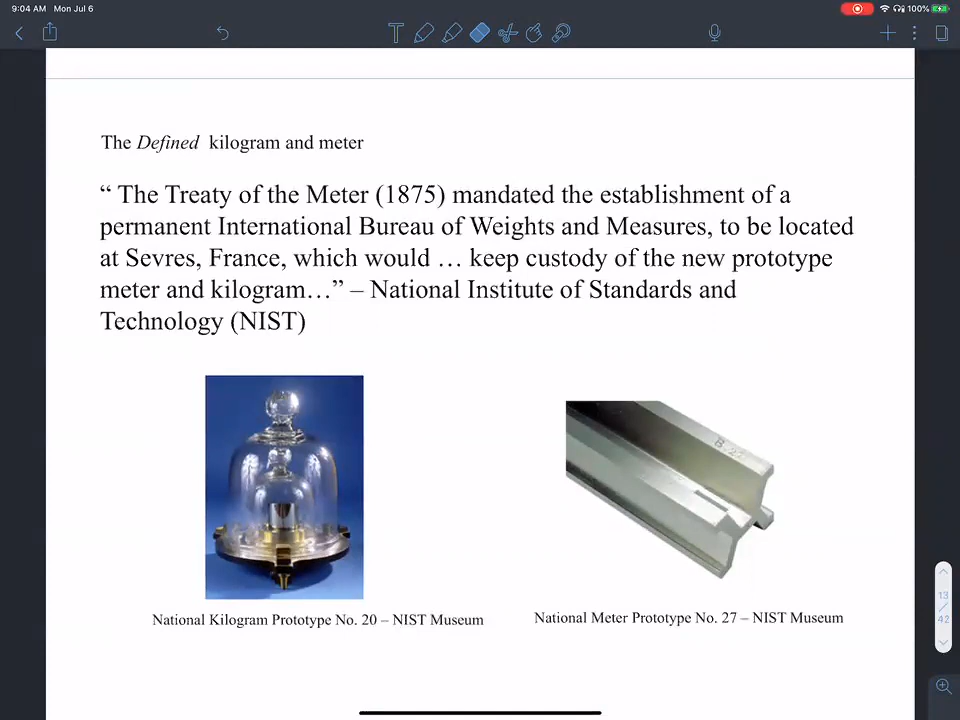 9:04 AM Mon Jul 6
100%
The Defined kilogram and meter
“ The Treaty of the Meter (1875) mandated the establishment of a
permanent International Bureau of Weights and Measures, to be located
at Sevres, France, which would … keep custody of the new prototype
meter and kilogram…” – National Institute of Standards and
Technology (NIST)
National Kilogram Prototype No. 20 – NIST Museum
National Meter Prototype No. 27 – NIST Museum
13
/
42